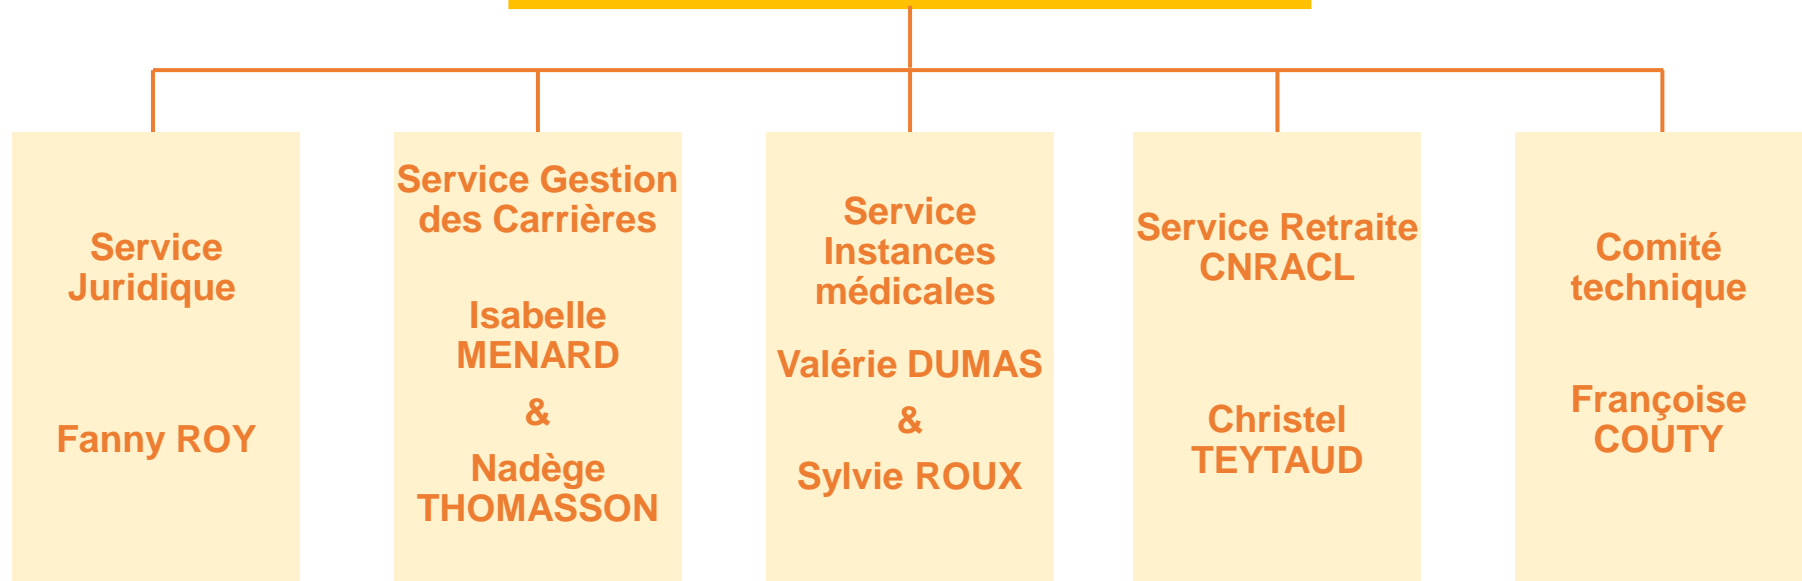 Service
Juridique
Fanny ROY
Service Gestion
des Carrières
Isabelle
MENARD
&
Nadège
THOMASSON
Service
Instances
médicales
Valérie DUMAS
&
Sylvie ROUX
Service Retraite
CNRACL
Christel
TEYTAUD
Comité
technique
Françoise
COUTY